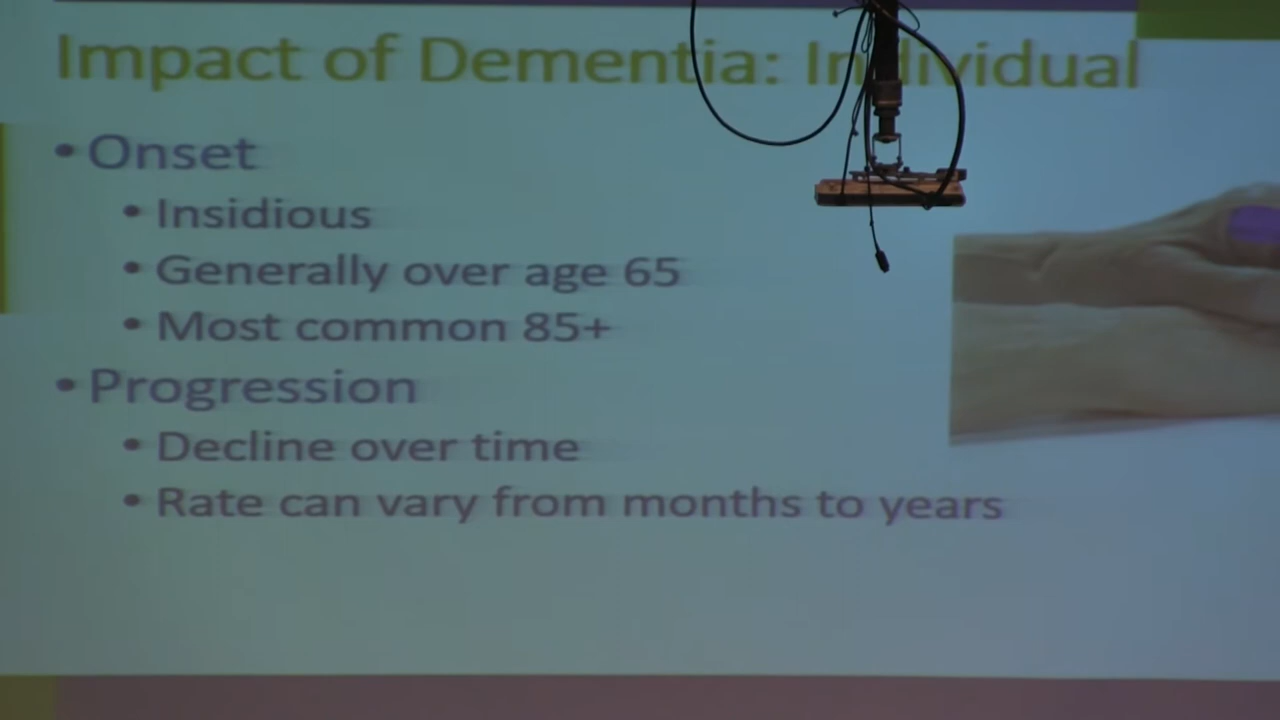 Impact of Dementia: Individual
• Onset
• Insidious
• Generally over age 65
• Most common 85+
• Progression
• Decline over time
• Rate can vary from months to years